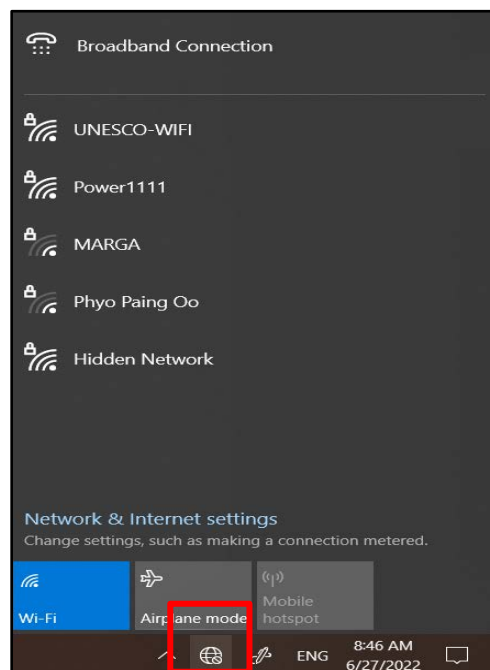 Broadband Connection
UNESCO-WIFI
Power1111
MARGA
Phyo Paing Oo
Hidden Network
Network & Internet settings
Change settings, such as making a connection metered.
Wi-Fi
Airplane mode
Mobile
hotspot
ENG
8:46 AM
6/27/2022